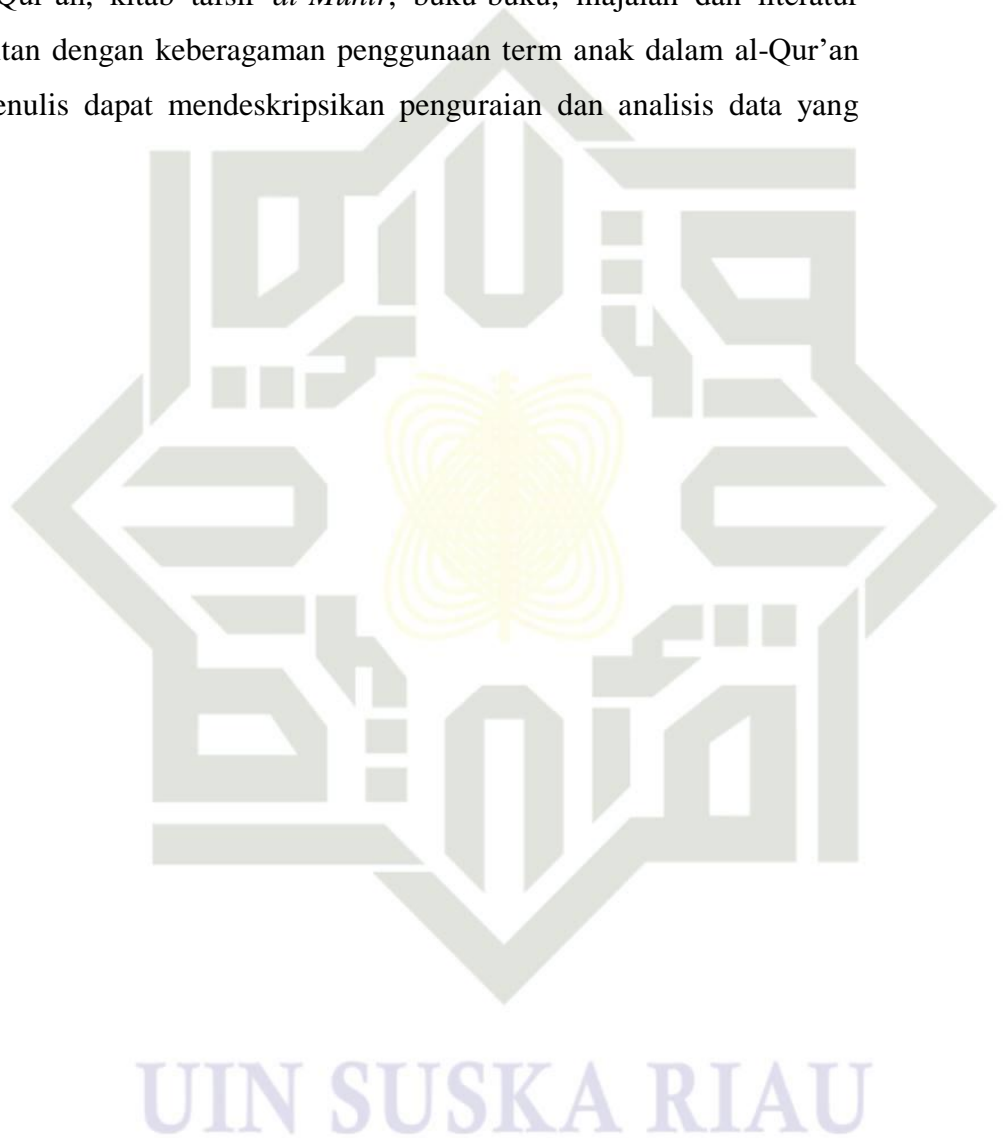 Qur'an, kitab tafsir al-Munir, buku-buku, majalah dan literatur
tan dengan keberagaman penggunaan term anak dalam al-Qur'an
enulis dapat mendeskripsikan penguraian dan analisis data yang
UIN SUSKA RIAU